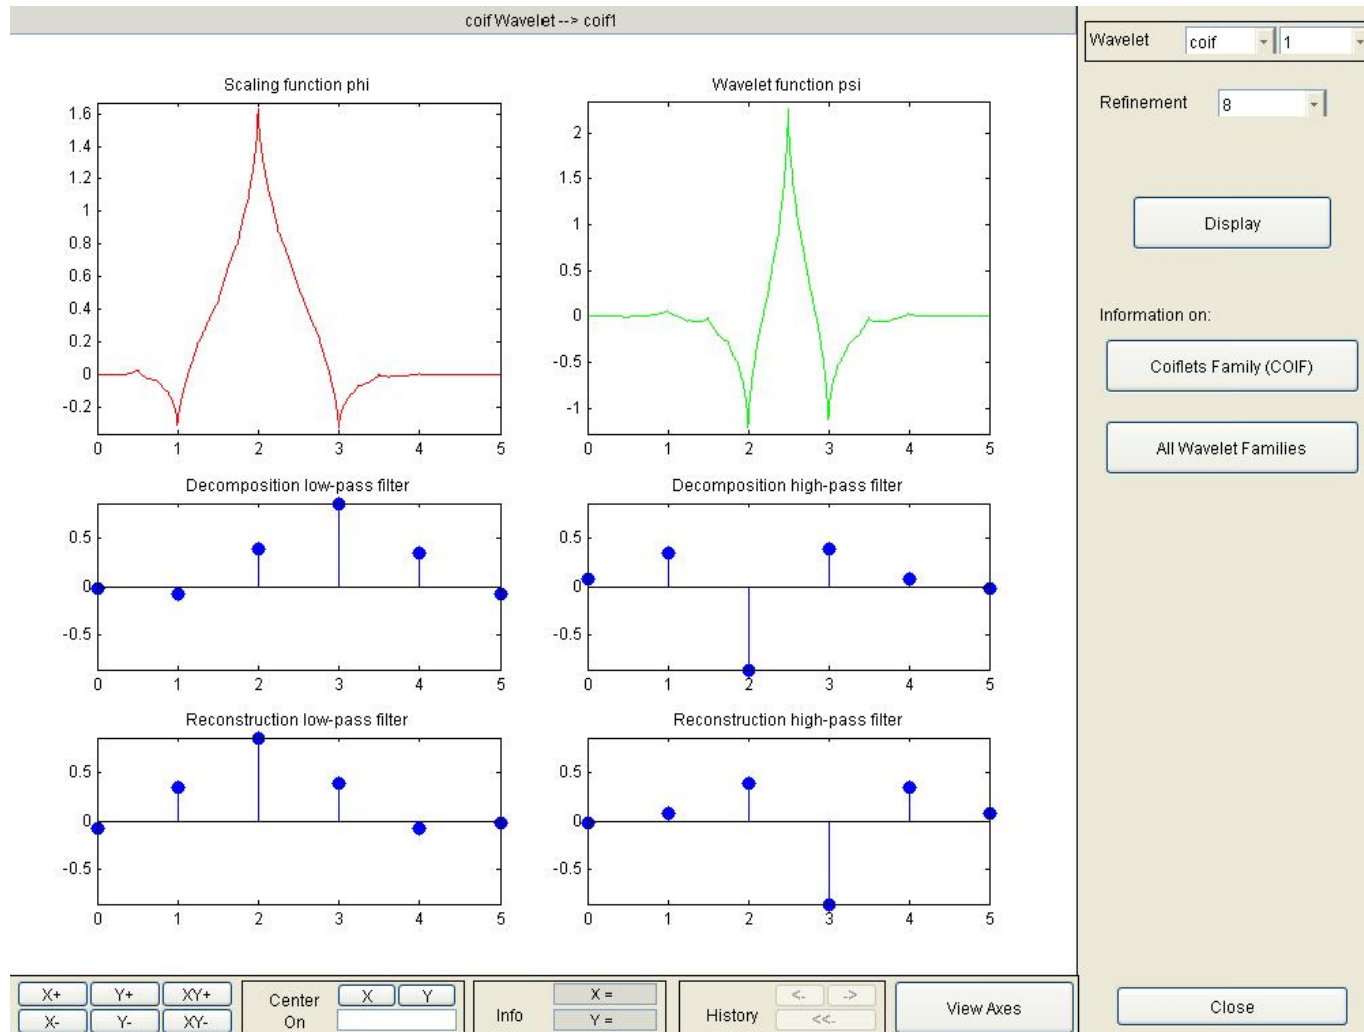 coif Wavelet --> coif1
Wavelet coif 1
Refinement 8
Display
Information on:
Coiflets Family (COIF)
All Wavelet Families
Scaling function phi
1.6
1.4
1.2
1
0.8
0.6
0.4
0.2
0
-0.2
0 1 2 3 4 5
Wavelet function psi
2
1.5
1
0.5
0
-0.5
-1
0 1 2 3 4 5
Decomposition low-pass filter
0.5
0
-0.5
0 1 2 3 4 5
Decomposition high-pass filter
0.5
0
-0.5
0 1 2 3 4 5
Reconstruction low-pass filter
0.5
0
-0.5
0 1 2 3 4 5
Reconstruction high-pass filter
0.5
0
-0.5
0 1 2 3 4 5
X+ Y+ XY+
X- Y- XY-
Center
On
X Y
Info
X =
Y =
History
<- ->
<<-
View Axes
Close